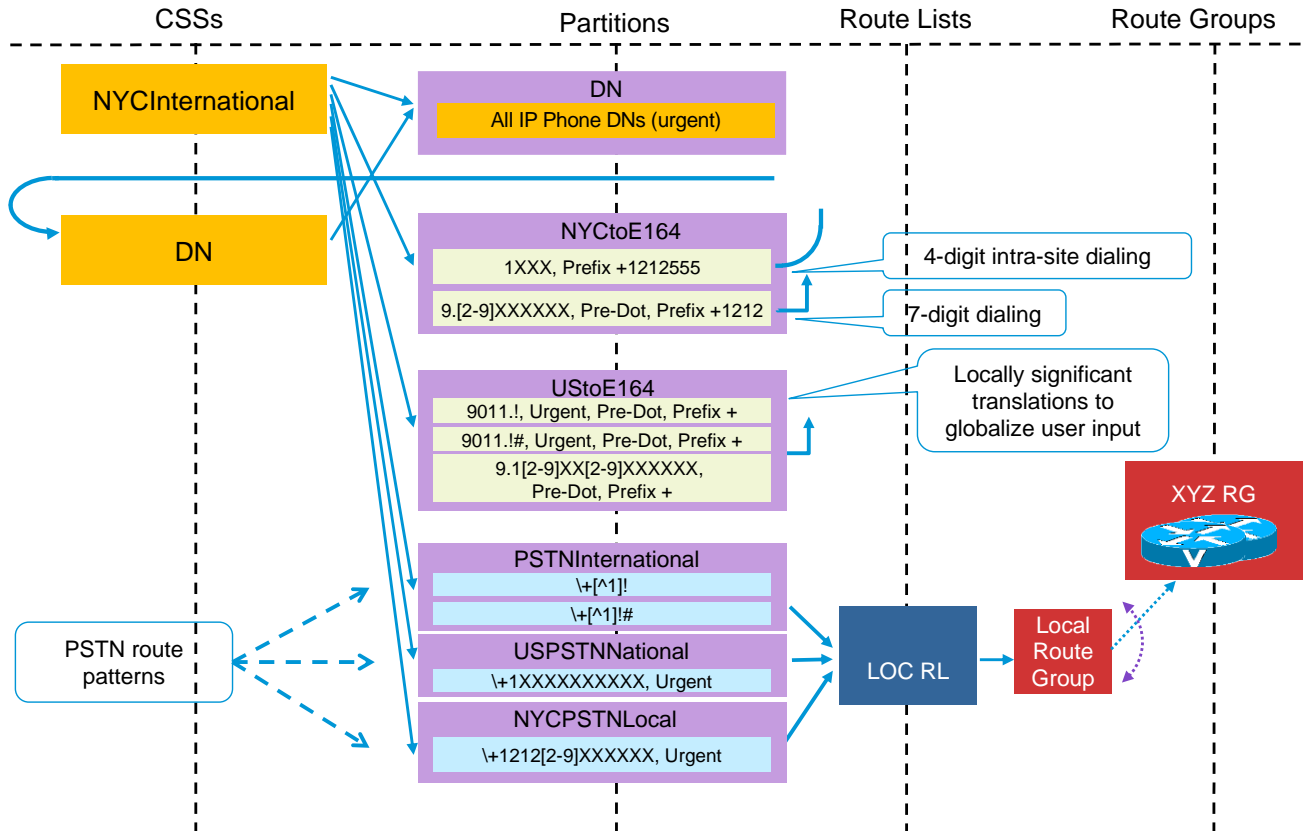 CSSs
Partitions
Route Lists
Route Groups
NYCInternational
DN
All IP Phone DNs (urgent)
DN
NYCtoE164
1XXX, Prefix +1212555
9.[2-9]XXXXXX, Pre-Dot, Prefix +1212
4-digit intra-site dialing
7-digit dialing
UStoE164
9011.!, Urgent, Pre-Dot, Prefix +
9011.!#, Urgent, Pre-Dot, Prefix +
9.1[2-9]XX[2-9]XXXXXX,
Pre-Dot, Prefix +
Locally significant
translations to
globalize user input
XYZ RG
V
PSTNInternational
\+[^1]!
\+[^1]!#
USPSTNNational
\+1XXXXXXXXXX, Urgent
NYCPSTNLocal
\+1212[2-9]XXXXXX, Urgent
PSTN route
patterns
LOC RL
Local
Route
Group